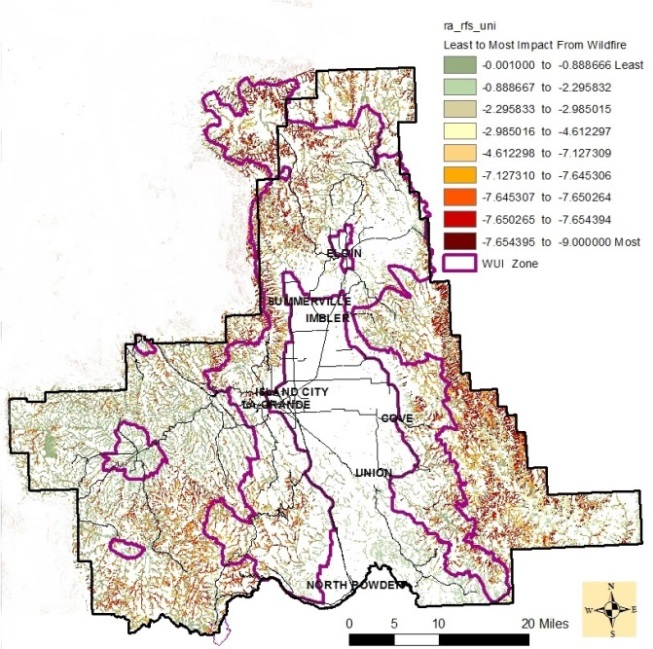 ra_rfs_uni
Least to Most Impact From Wildfire
-0.001000 to -0.888666 Least
-0.888667 to -2.295832
-2.295833 to -2.985015
-2.985016 to -4.612297
-4.612298 to -7.127309
-7.127310 to -7.645306
-7.645307 to -7.650264
-7.650265 to -7.654394
-7.654395 to -9.000000 Most
WUI Zone
ELGIN
SUMMERVILLE
IMBLER
ISLAND CITY
LA GRANDE
COVE
UNION
NORTH POWDER
N
W E
S
0 5 10 20 Miles